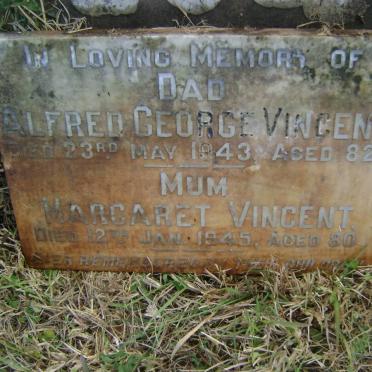 In Loving Memory of
Dad
Alfred George Vincen
Died 23rd May 1943, Aged 82
Mum
Margaret Vincent
Died 12th Jan. 1945, Aged 80